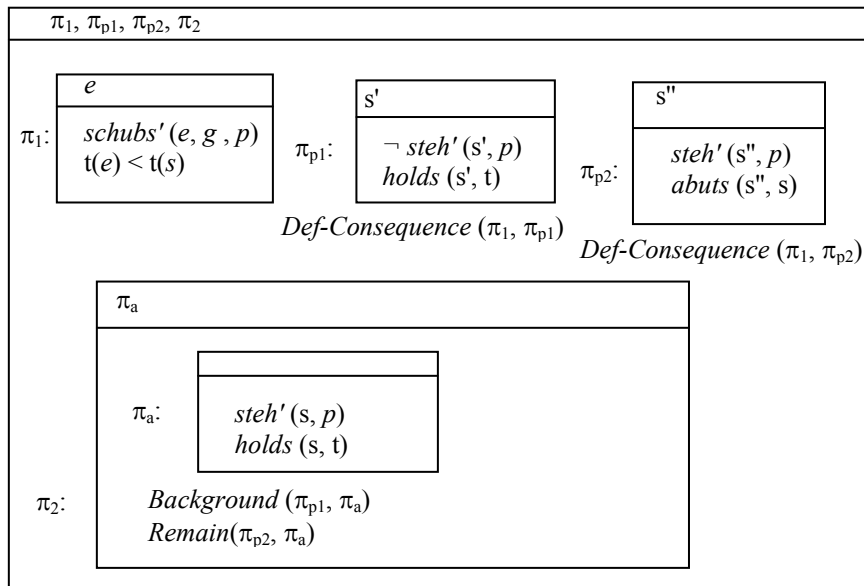 π1, πp1, πp2, π2
e
π1:
schubs' (e, g , p)
t(e) < t(s)
s'
πp1:
¬ steh' (s', p)
holds (s', t)
Def-Consequence (π1, πp1)
s''
πp2:
steh' (s'', p)
abuts (s'', s)
Def-Consequence (π1, πp2)
πa
πa:
steh' (s, p)
holds (s, t)
π2:
Background (πp1, πa)
Remain(πp2, πa)